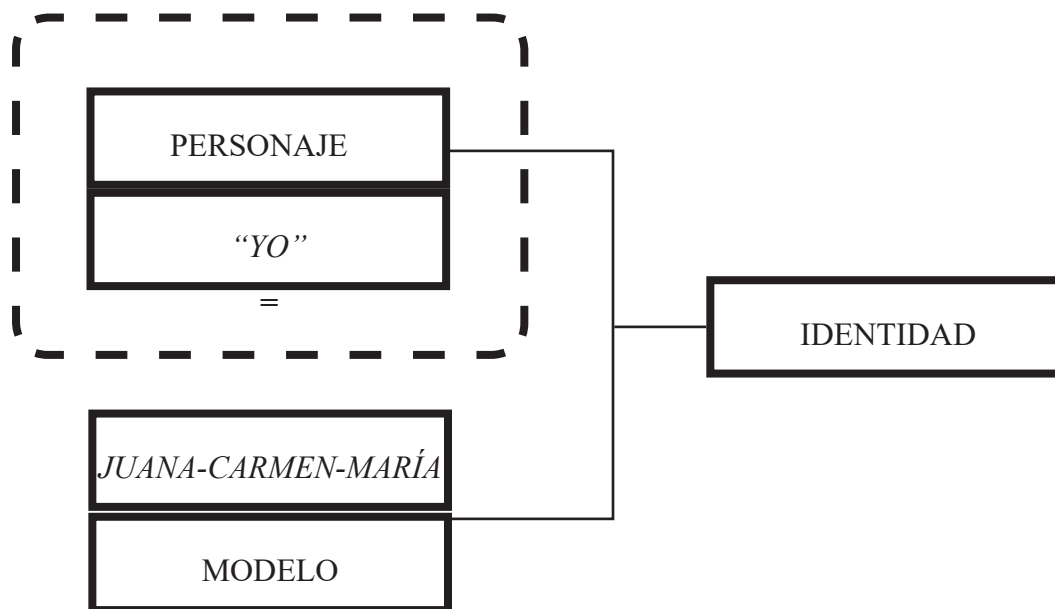 PERSONAJE
“YO”
=
IDENTIDAD
JUANA-CARMEN-MARÍA
MODELO